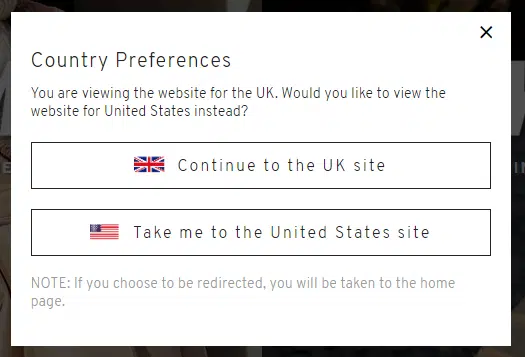 Country Preferences
You are viewing the website for the UK. Would you like to view the
website for United States instead?
Continue to the UK site
Take me to the United States site
NOTE: If you choose to be redirected, you will be taken to the home
page.